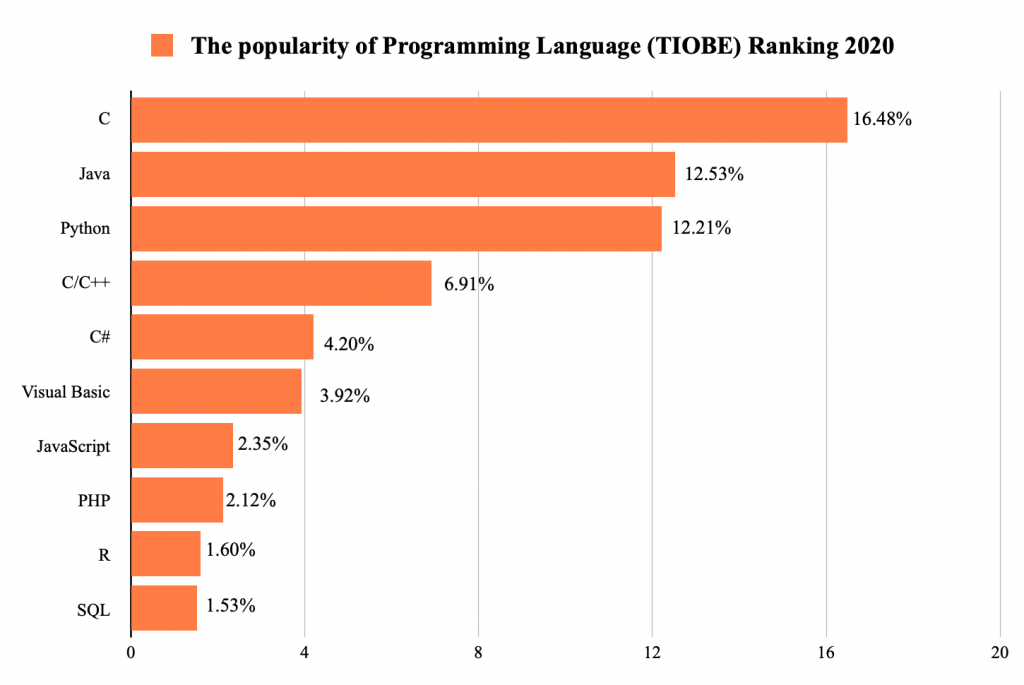 The popularity of Programming Language (TIOBE) Ranking 2020
C 16.48%
Java 12.53%
Python 12.21%
C/C++ 6.91%
C# 4.20%
Visual Basic 3.92%
JavaScript 2.35%
PHP 2.12%
R 1.60%
SQL 1.53%
0 4 8 12 16 20